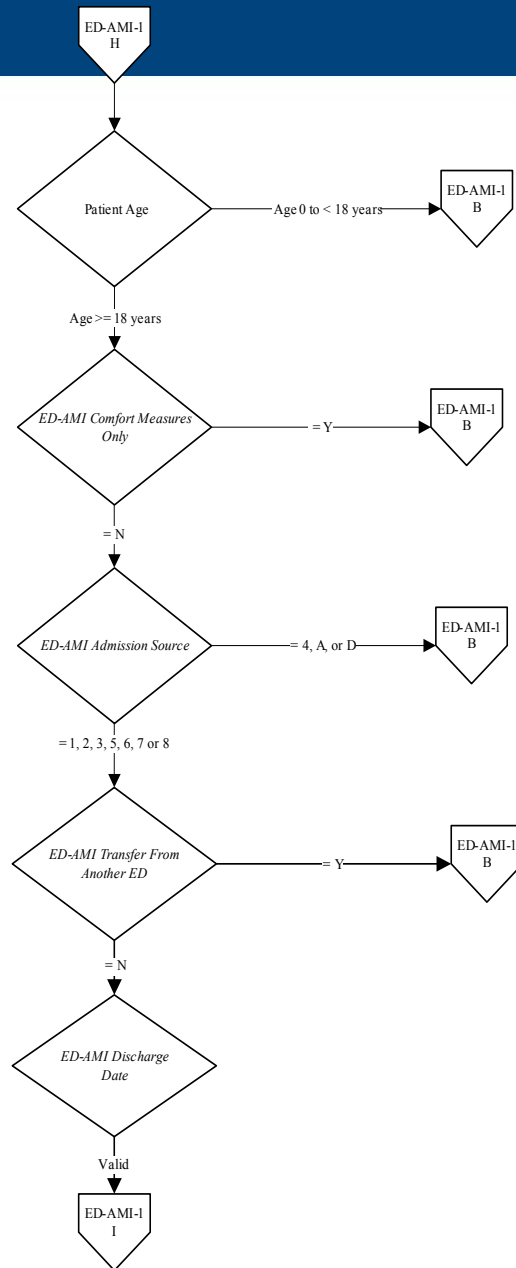 ED-AMI-1
H
Patient Age
Age 0 to < 18 years
ED-AMI-1
B
Age >= 18 years
ED-AMI Comfort Measures
Only
= Y
ED-AMI-1
B
= N
ED-AMI Admission Source
= 4, A, or D
ED-AMI-1
B
= 1, 2, 3, 5, 6, 7 or 8
ED-AMI Transfer From
Another ED
= Y
ED-AMI-1
B
= N
ED-AMI Discharge
Date
Valid
ED-AMI-1
I